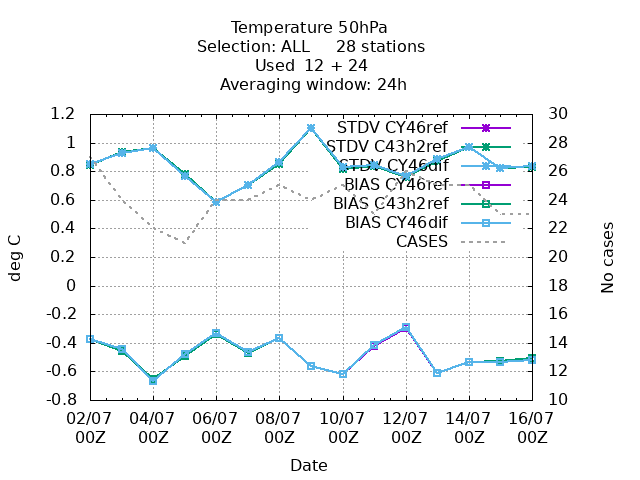 Temperature 50hPa
Selection: ALL 28 stations
Used 12 + 24
Averaging window: 24h
1.2 30
STDV CY46ref
1 28
STDV C43h2ref
STDV CY46dif
0.8 26
BIAS CY46ref
0.6 24
BIAS C43h2ref
BIAS CY46dif
0.4 22
CASES
0.2 20
deg C
No cases
0 18
-0.2 16
-0.4 14
-0.6 12
-0.8 10
02/07 04/07 06/07 08/07 10/07 12/07 14/07 16/07
00Z 00Z 00Z 00Z 00Z 00Z 00Z 00Z
Date